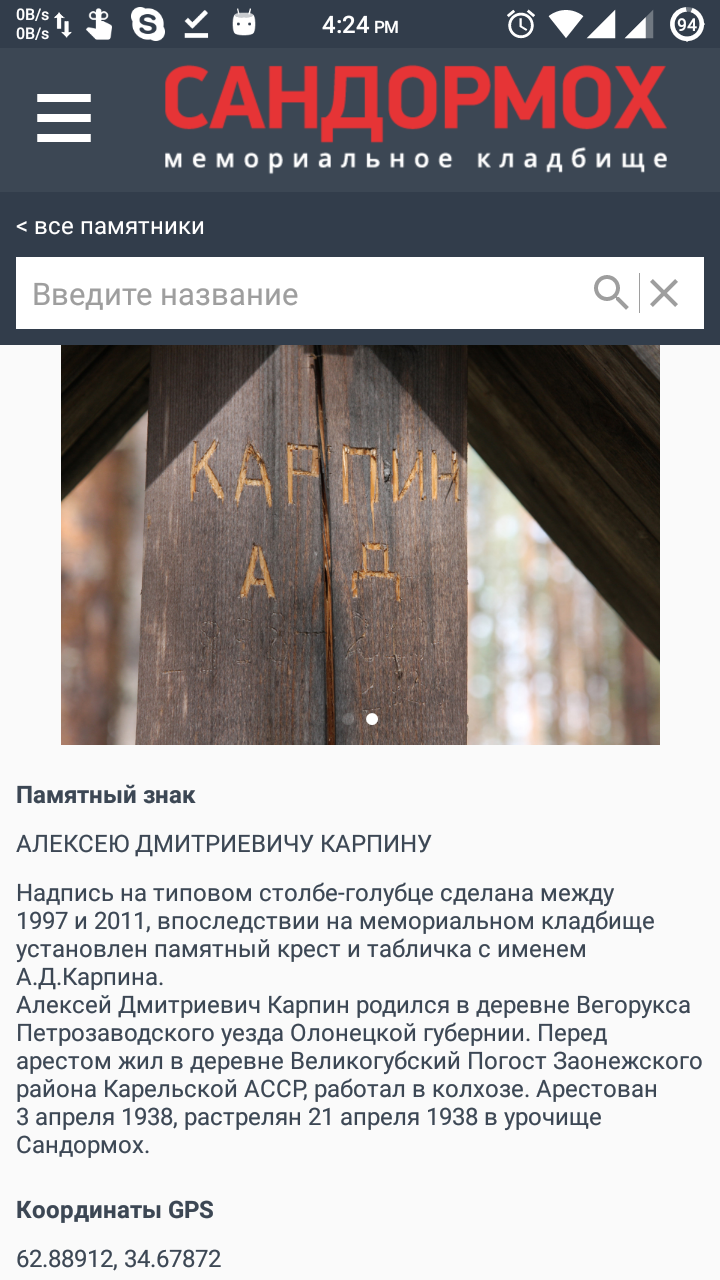 0B/s
0B/s
4:24 PM
94
САНДОРМОХ
мемориальное кладбище
< все памятники
Введите название
КАРПИН
А Д
Памятный знак
АЛЕКСЕЮ ДМИТРИЕВИЧУ КАРПИНУ
Надпись на типовом столбе-голубце сделана между
1997 и 2011, впоследствии на мемориальном кладбище
установлен памятный крест и табличка с именем
А.Д.Карпина.
Алексей Дмитриевич Карпин родился в деревне Вегорукса
Петрозаводского уезда Олонецкой губернии. Перед
арестом жил в деревне Великогубский Погост Заонежского
района Карельской АССР, работал в колхозе. Арестован
3 апреля 1938, растрелян 21 апреля 1938 в урочище
Сандормох.
Координаты GPS
62.88912, 34.67872